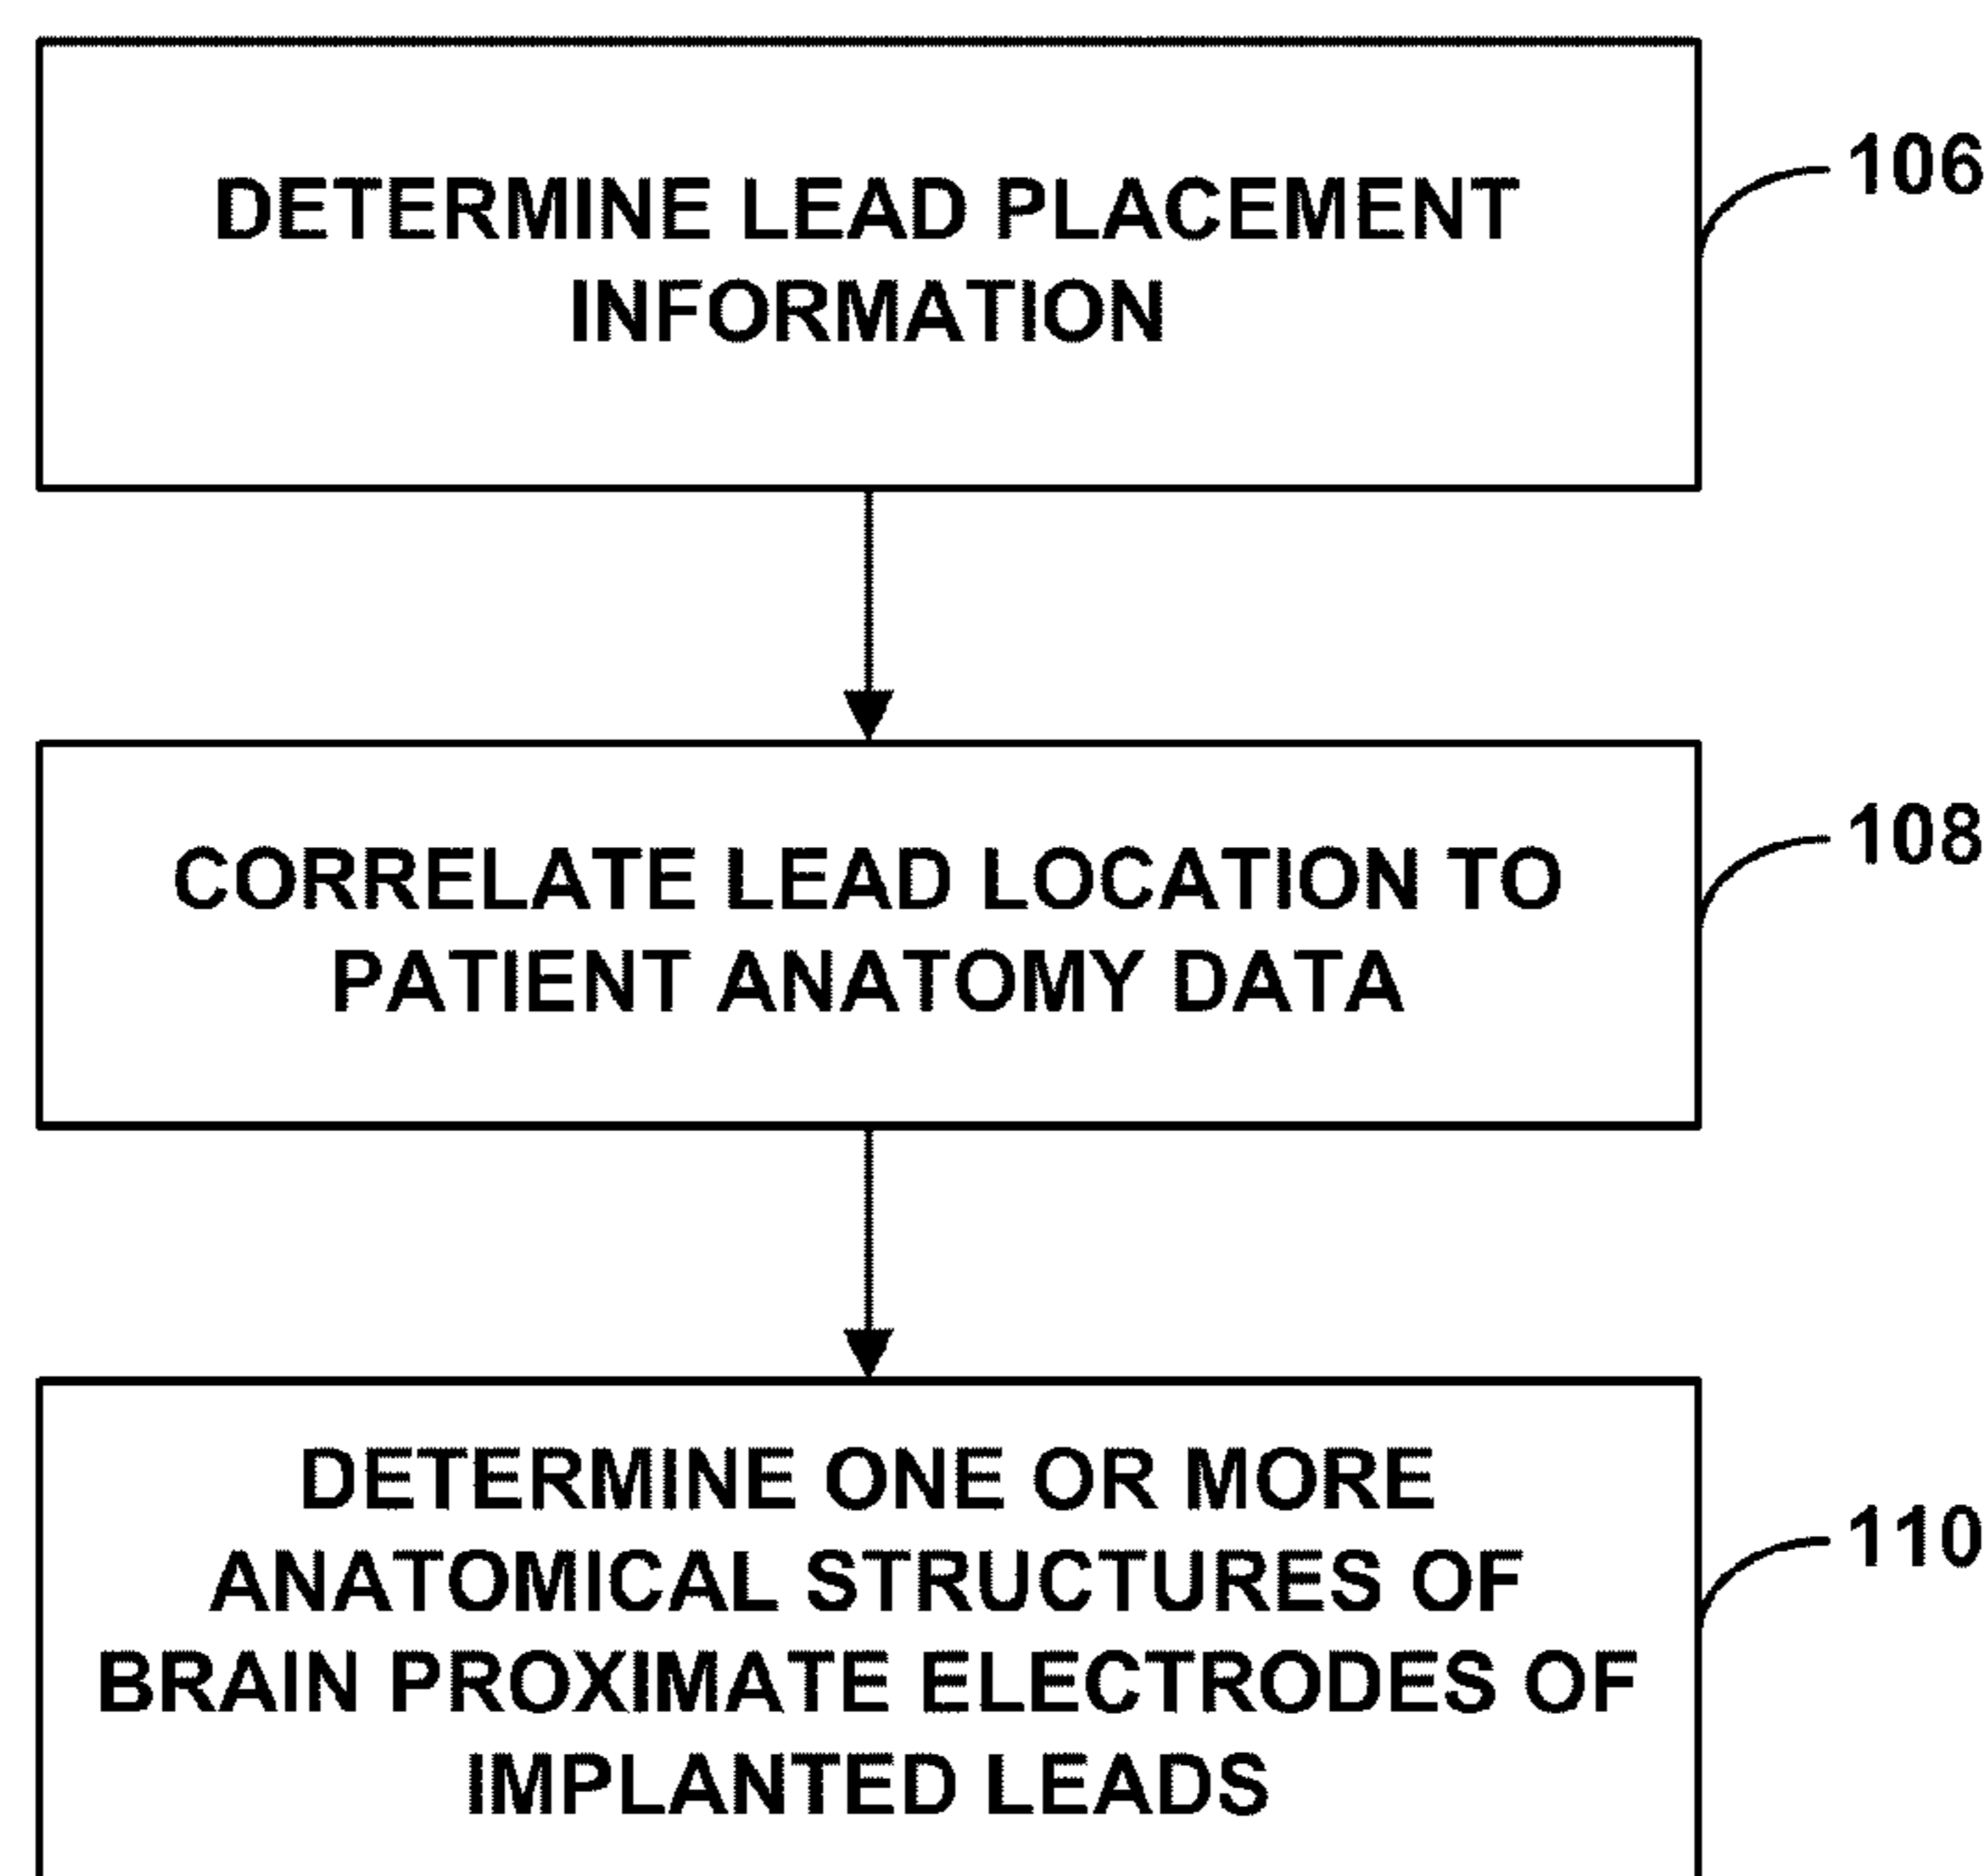 DETERMINE LEAD PLACEMENT
INFORMATION
106
CORRELATE LEAD LOCATION TO
PATIENT ANATOMY DATA
108
DETERMINE ONE OR MORE
ANATOMICAL STRUCTURES OF
BRAIN PROXIMATE ELECTRODES OF
IMPLANTED LEADS
110